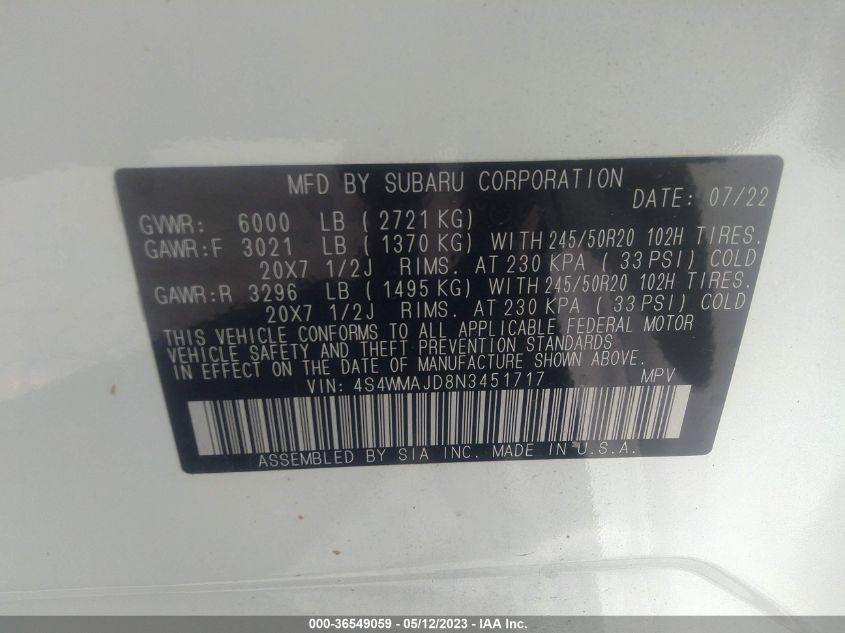 MFD BY SUBARU CORPORATION DATE: 07/22
GVWR: 6000 LB ( 2721 KG)
GAWR:F 3021 LB ( 1370 KG) WITH 245/50R20 102H TIRES.
20X7 1/2J RIMS. AT 230 KPA ( 33 PSI) COLD
GAWR:R 3296 LB ( 1495 KG) WITH 245/50R20 102H TIRES.
20X7 1/2J RIMS. AT 230 KPA ( 33 PSI) COLD
THIS VEHICLE CONFORMS TO ALL APPLICABLE FEDERAL MOTOR
VEHICLE SAFETY AND THEFT PREVENTION STANDARDS
IN EFFECT ON THE DATE OF MANUFACTURE SHOWN ABOVE.
VIN: 4S4WMAJD8N3451717 MPV
ASSEMBLED BY SIA INC. MADE IN U.S.A.
000-36549059 - 05/12/2023 - IAA Inc.